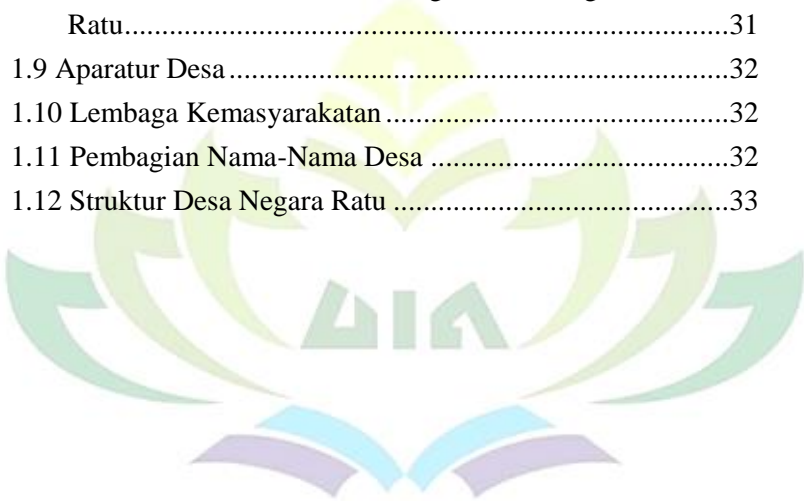 Ratu.......................................................................31
1.9 Aparatur Desa...........................................................32
1.10 Lembaga Kemasyarakatan.........................................32
1.11 Pembagian Nama-Nama Desa...................................32
1.12 Struktur Desa Negara Ratu........................................33
UIN